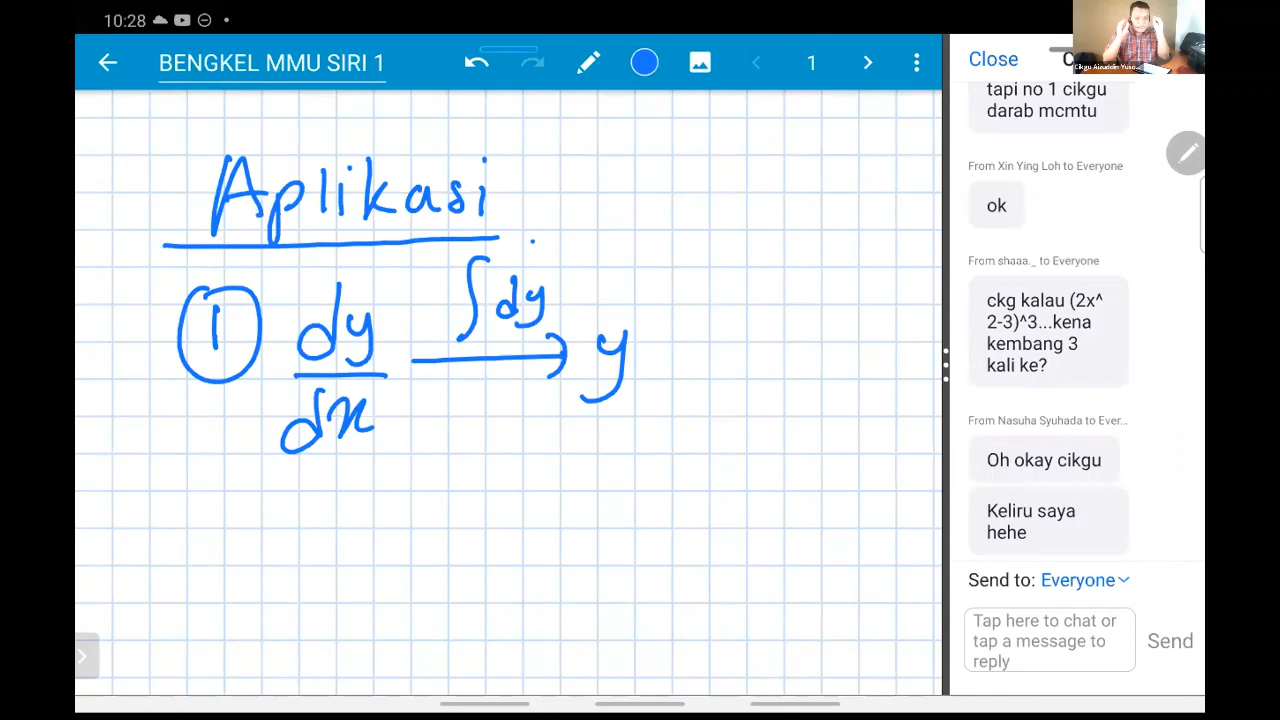 10:28
BENGKEL MMU SIRI 1
1
Aplikasi
1 dy/dx ∫dy → y
Close
tapi no 1 cikgu
darab mcmtu
From Xin Ying Loh to Everyone
ok
From shaaa._ to Everyone
ckg kalau (2x^
2-3)^3...kena
kembang 3
kali ke?
From Nasuha Syuhada to Ever...
Oh okay cikgu
Keliru saya
hehe
Send to: Everyone
Tap here to chat or
tap a message to
reply
Send